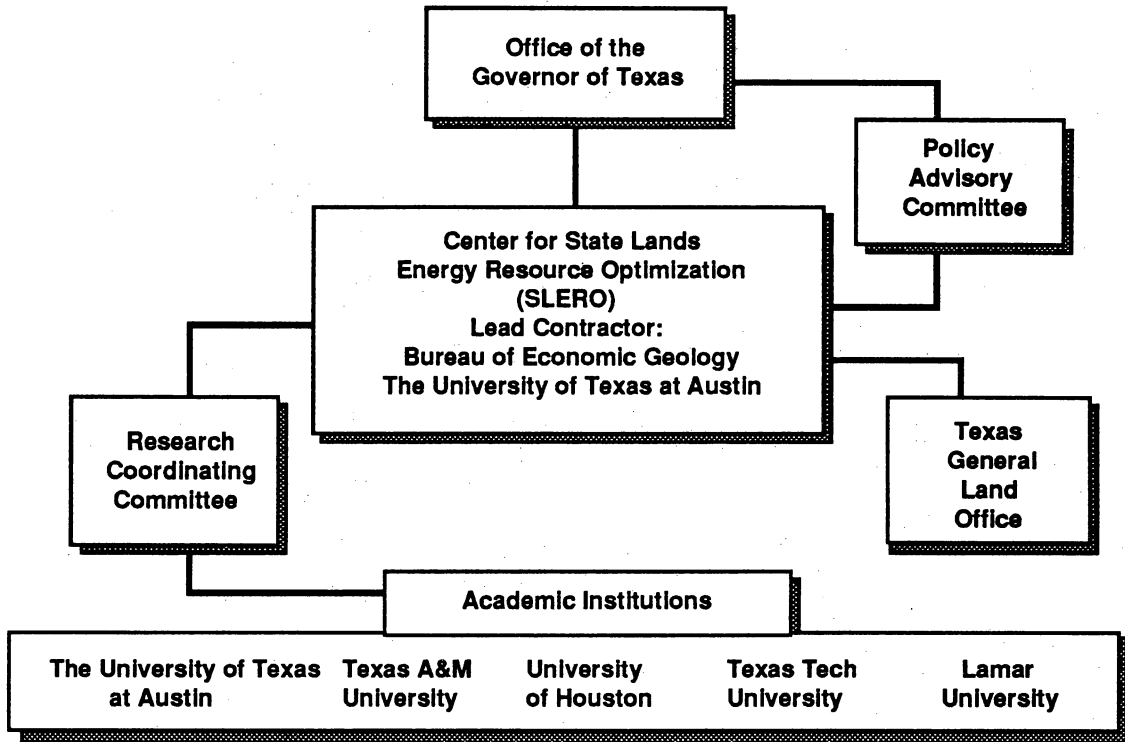 Office of the
Governor of Texas
Policy
Advisory
Committee
Center for State Lands
Energy Resource Optimization
(SLERO)
Lead Contractor:
Bureau of Economic Geology
The University of Texas at Austin
Research
Coordinating
Committee
Texas
General
Land
Office
Academic Institutions
The University of Texas
at Austin
Texas A&M
University
University
of Houston
Texas Tech
University
Lamar
University